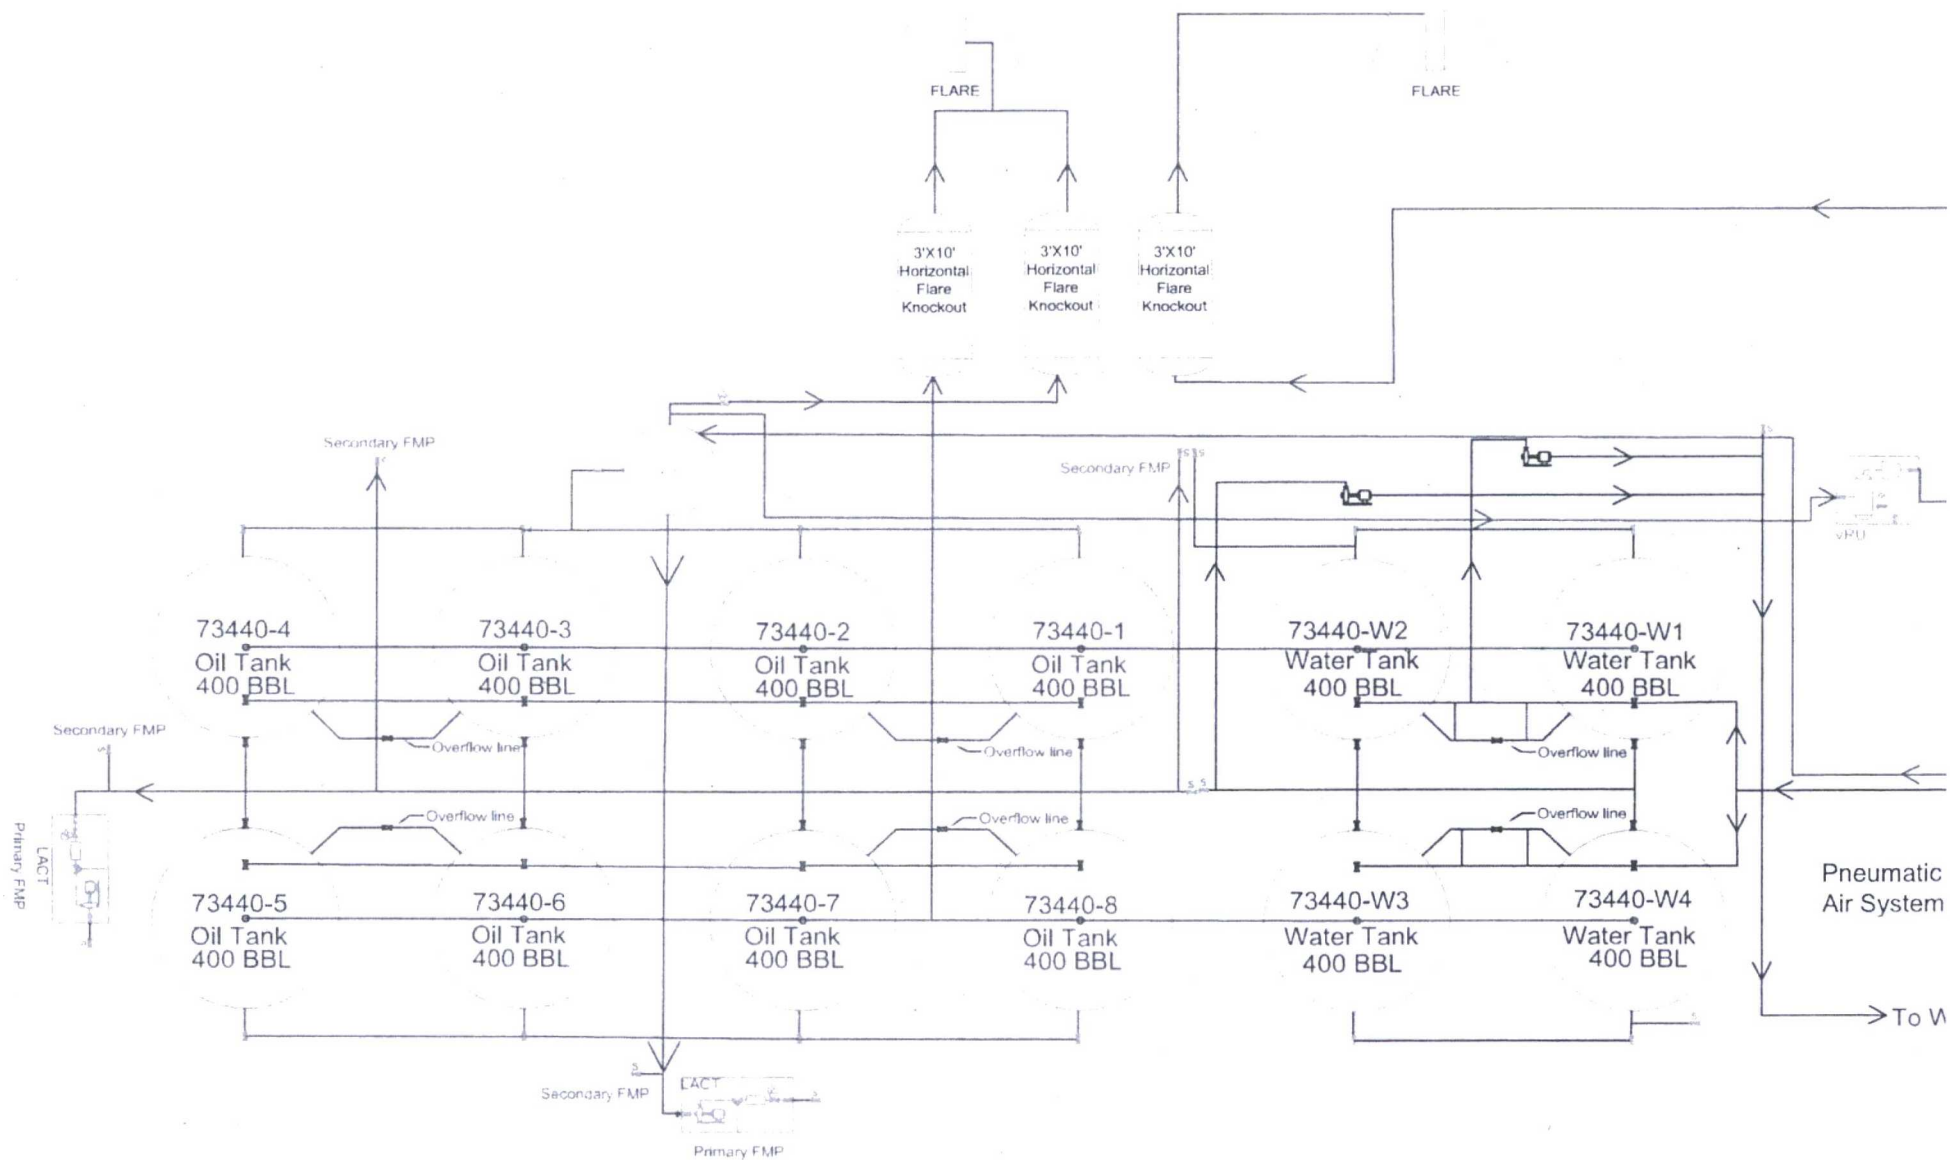 FLARE
FLARE
3'X10'
Horizontal
Flare
Knockout
3'X10'
Horizontal
Flare
Knockout
3'X10'
Horizontal
Flare
Knockout
Secondary FMP
Secondary FMP
VRU
73440-4
Oil Tank
400 BBL
73440-3
Oil Tank
400 BBL
73440-2
Oil Tank
400 BBL
73440-1
Oil Tank
400 BBL
73440-W2
Water Tank
400 BBL
73440-W1
Water Tank
400 BBL
Secondary FMP
Overflow line
Overflow line
Overflow line
Overflow line
Overflow line
Overflow line
LACT
Primary FMP
73440-5
Oil Tank
400 BBL
73440-6
Oil Tank
400 BBL
73440-7
Oil Tank
400 BBL
73440-8
Oil Tank
400 BBL
73440-W3
Water Tank
400 BBL
73440-W4
Water Tank
400 BBL
Pneumatic
Air System
To W
Secondary FMP
LACT
Primary FMP